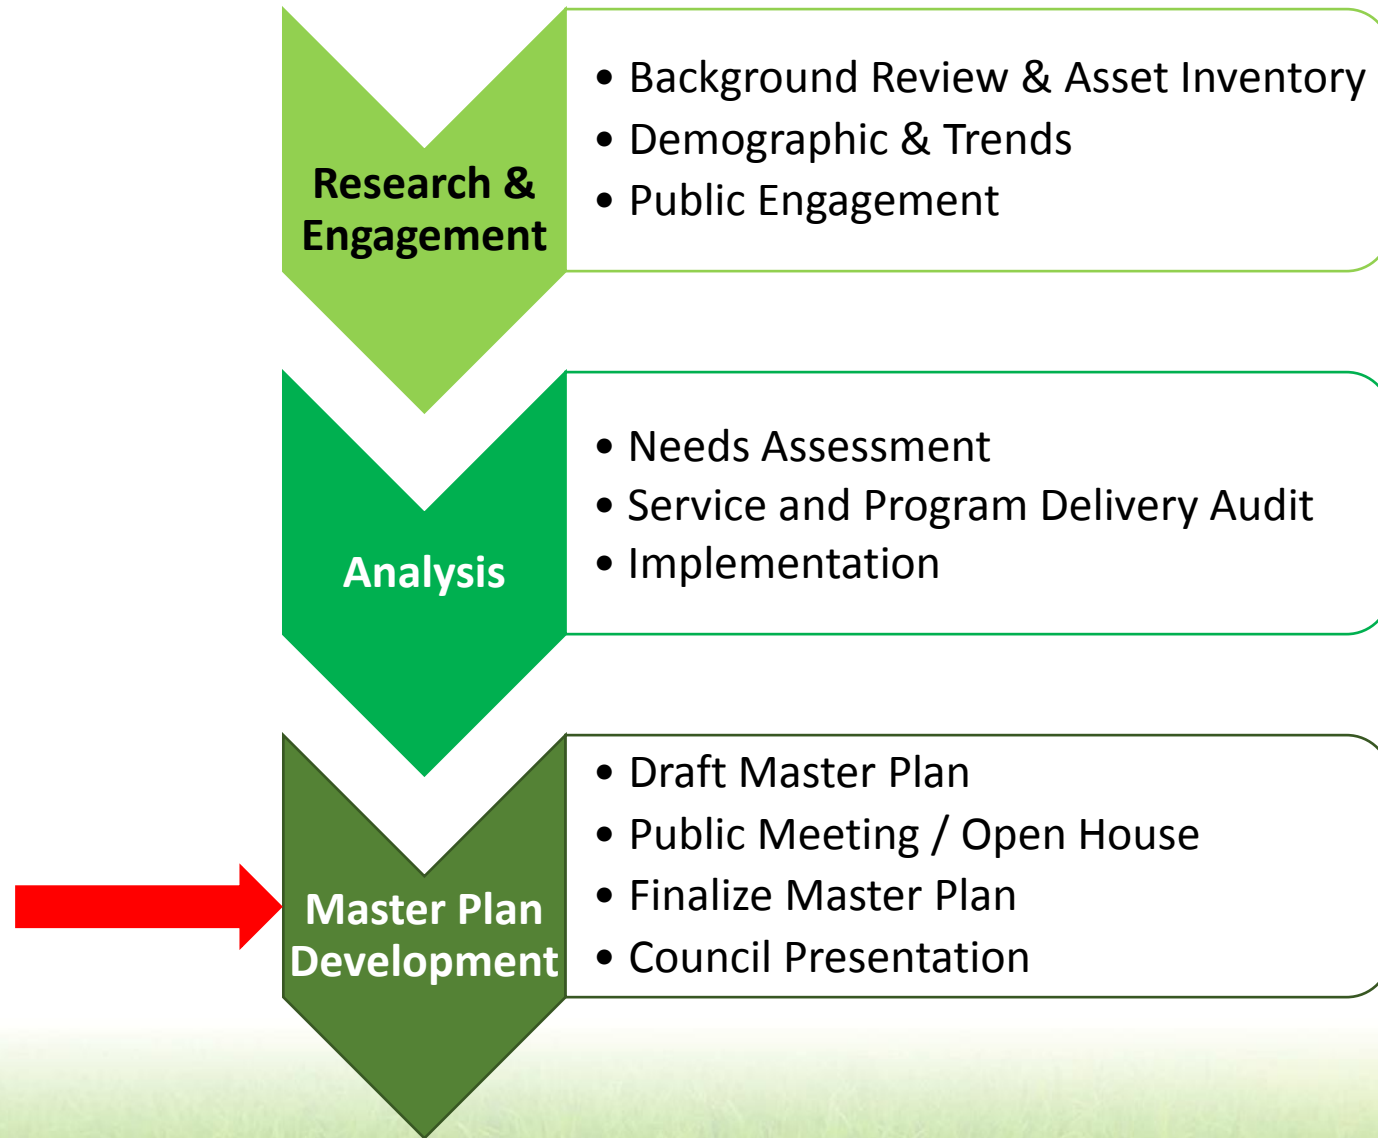 Research &
Engagement
• Background Review & Asset Inventory
• Demographic & Trends
• Public Engagement
Analysis
• Needs Assessment
• Service and Program Delivery Audit
• Implementation
Master Plan
Development
• Draft Master Plan
• Public Meeting / Open House
• Finalize Master Plan
• Council Presentation